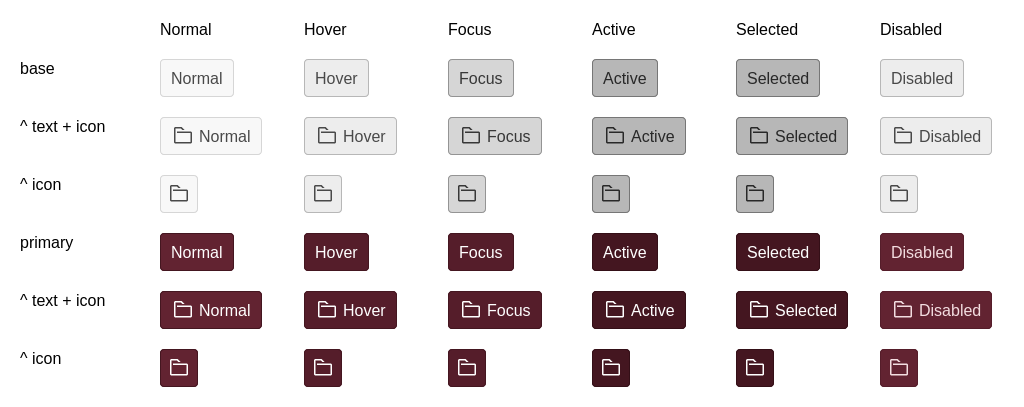 Normal Hover Focus Active Selected Disabled
base Normal Hover Focus Active Selected Disabled
^ text + icon Normal Hover Focus Active Selected Disabled
^ icon
primary Normal Hover Focus Active Selected Disabled
^ text + icon Normal Hover Focus Active Selected Disabled
^ icon